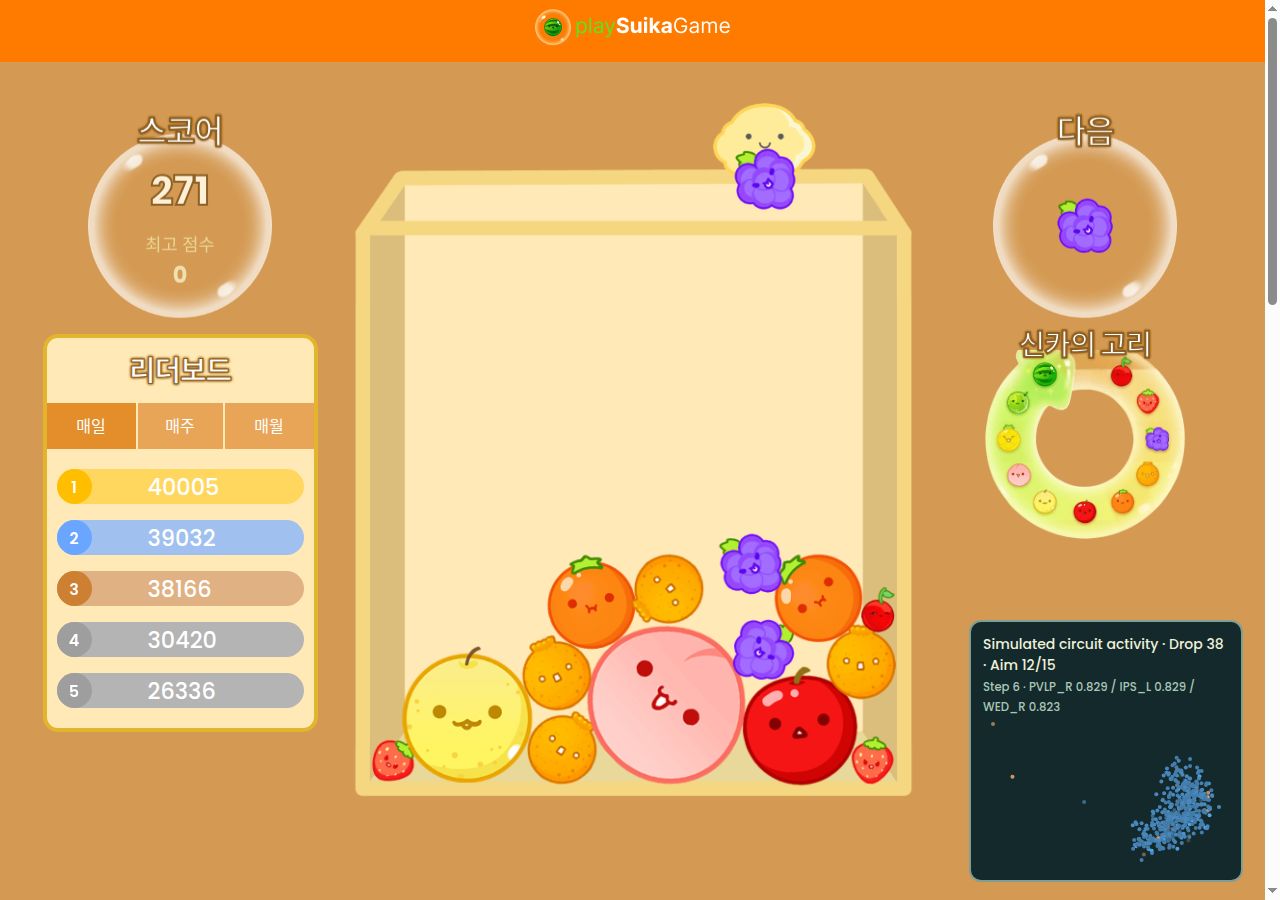 playSuikaGame
스코어
271
최고 점수
0
다음
신카의 고리
리더보드
매일 매주 매월
1 40005
2 39032
3 38166
4 30420
5 26336
Simulated circuit activity · Drop 38
· Aim 12/15
Step 6 · PVLP_R 0.829 / IPS_L 0.829 /
WED_R 0.823